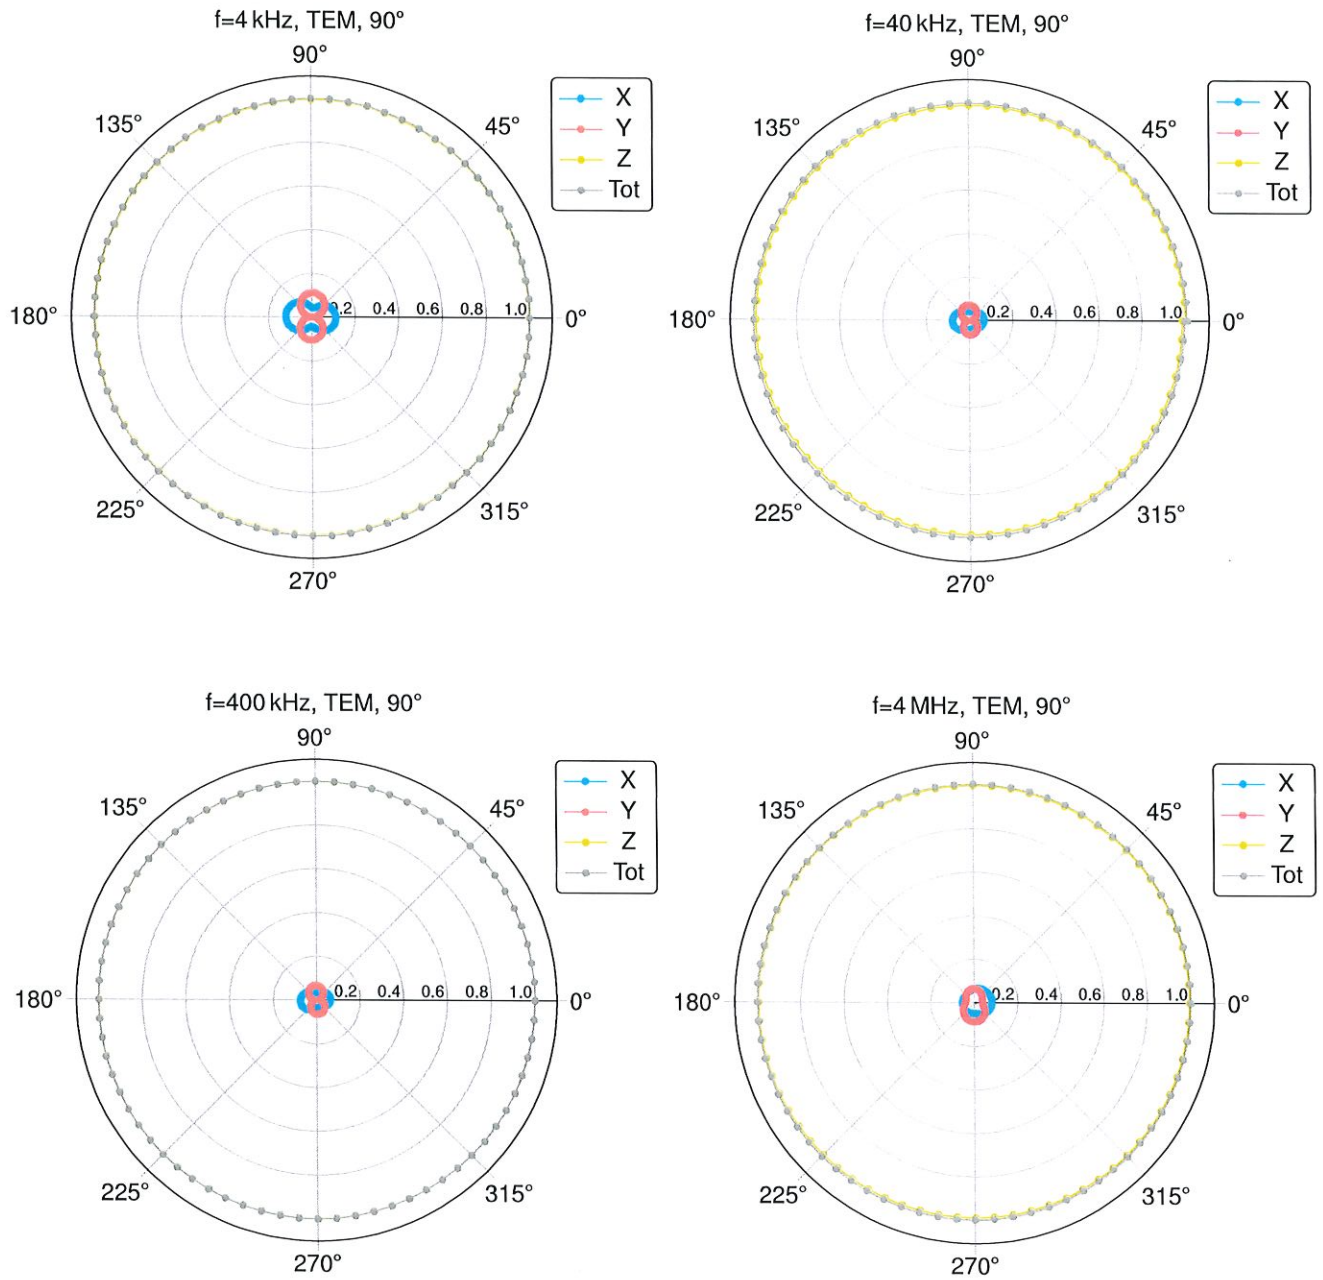 f=4 kHz, TEM, 90°
90°
135°
45°
180°
0.2 0.4 0.6 0.8 1.0
0°
225°
315°
270°
X
Y
Z
Tot
f=40 kHz, TEM, 90°
90°
135°
45°
180°
0.2 0.4 0.6 0.8 1.0
0°
225°
315°
270°
X
Y
Z
Tot
f=400 kHz, TEM, 90°
90°
135°
45°
180°
0.2 0.4 0.6 0.8 1.0
0°
225°
315°
270°
X
Y
Z
Tot
f=4 MHz, TEM, 90°
90°
135°
45°
180°
0.2 0.4 0.6 0.8 1.0
0°
225°
315°
270°
X
Y
Z
Tot